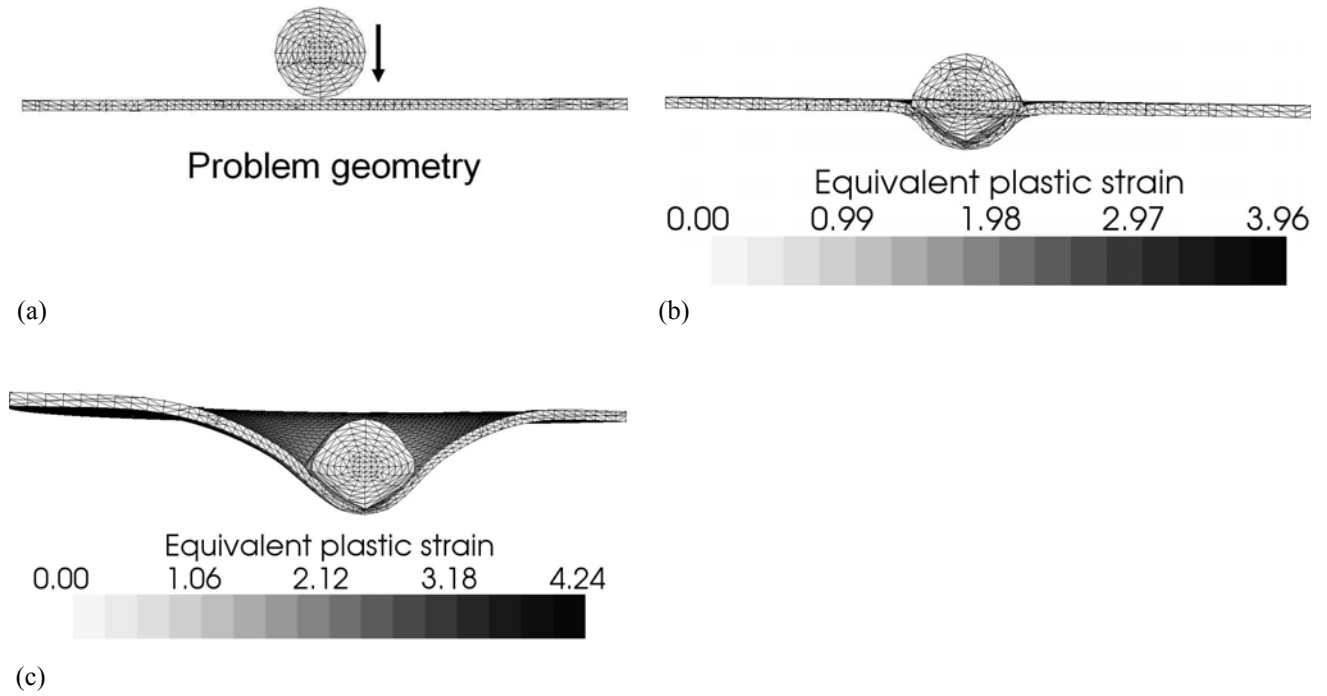 Problem geometry
(a)
Equivalent plastic strain
0.00 0.99 1.98 2.97 3.96
(b)
Equivalent plastic strain
0.00 1.06 2.12 3.18 4.24
(c)